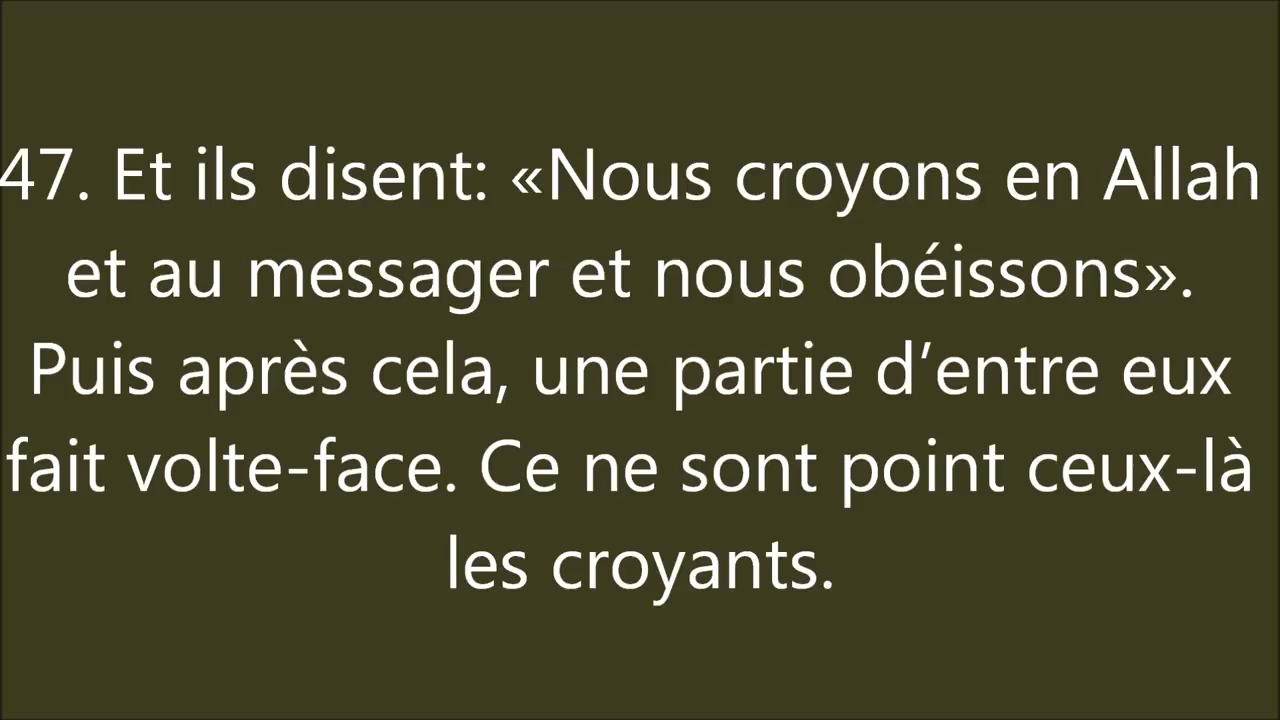 47. Et ils disent: «Nous croyons en Allah
et au messager et nous obéissons».
Puis après cela, une partie d’entre eux
fait volte-face. Ce ne sont point ceux-là
les croyants.